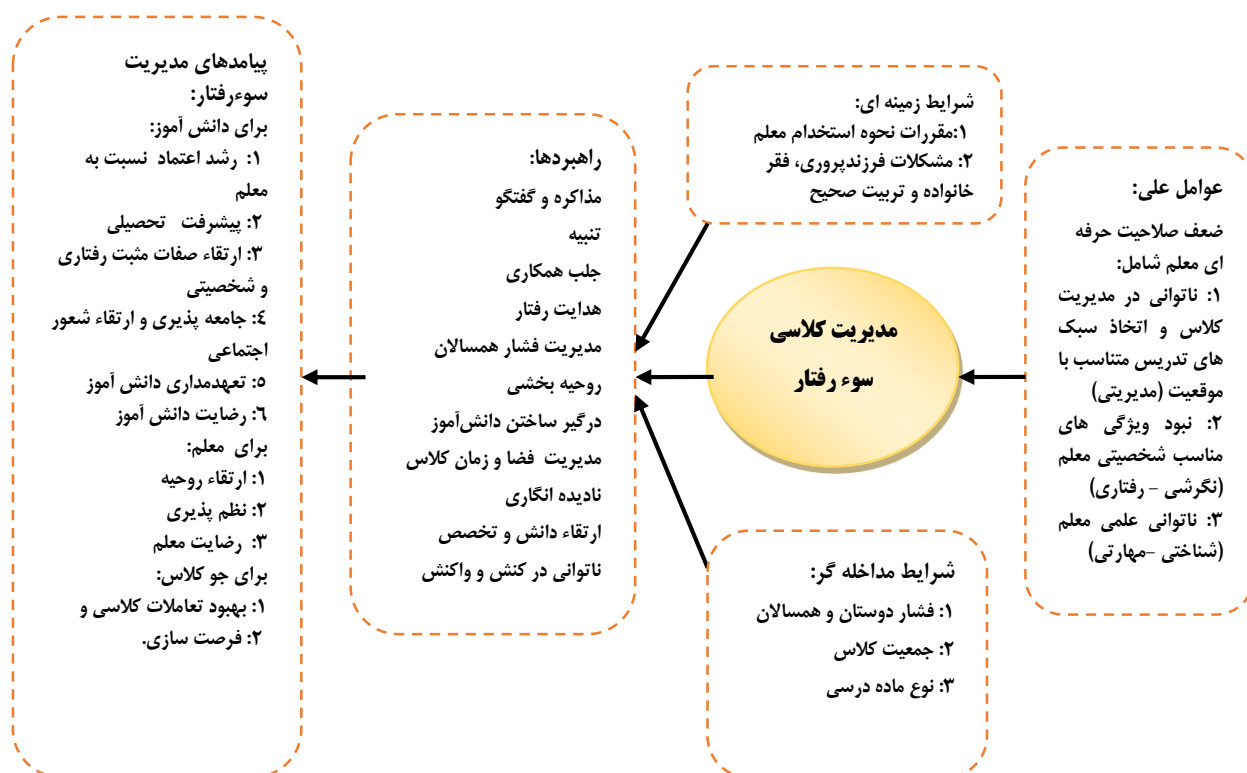 عوامل علی:
ضعف صلاحیت حرفه
ای معلم شامل:
۱: ناتوانی در مدیریت
کلاس و اتخاذ سبک
های تدریس متناسب با
موقعیت (مدیریتی)
۲: نبود ویژگی های
مناسب شخصیتی معلم
(نگرشی – رفتاری)
۳: ناتوانی علمی معلم
(شناختی –مهارتی)
شرایط زمینه ای:
۱:مقررات نحوه استخدام معلم
۲: مشکلات فرزندپروری، فقر
خانواده و تربیت صحیح
مدیریت کلاسی
سوء رفتار
شرایط مداخله گر:
۱: فشار دوستان و همسالان
۲: جمعیت کلاس
۳: نوع ماده درسی
راهبردها:
مذاکره و گفتگو
تنبیه
جلب همکاری
هدایت رفتار
مدیریت فشار همسالان
روحیه بخشی
درگیر ساختن دانش‌آموز
مدیریت فضا و زمان کلاس
نادیده انگاری
ارتقاء دانش و تخصص
ناتوانی در کنش و واکنش
پیامدهای مدیریت
سوءرفتار:
برای دانش آموز:
۱: رشد اعتماد نسبت به
معلم
۲: پیشرفت تحصیلی
۳: ارتقاء صفات مثبت رفتاری
و شخصیتی
٤: جامعه پذیری و ارتقاء شعور
اجتماعی
٥: تعهدمداری دانش آموز
٦: رضایت دانش آموز
برای معلم:
۱: ارتقاء روحیه
۲: نظم پذیری
۳: رضایت معلم
برای جو کلاس:
۱: بهبود تعاملات کلاسی و
۲: فرصت سازی.